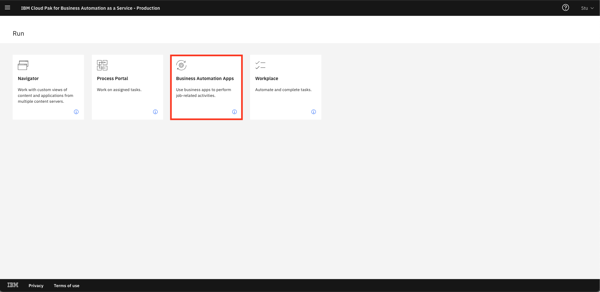 IBM Cloud Pak for Business Automation as a Service - Production
Stu
Run
Navigator
Work with custom views of
content and applications from
multiple content servers.
Process Portal
Work on assigned tasks.
Business Automation Apps
Use business apps to perform
job-related activities.
Workplace
Automate and complete tasks.
IBM
Privacy
Terms of use